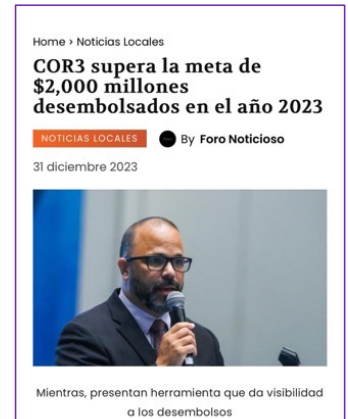 Home › Noticias Locales
COR3 supera la meta de
$2,000 millones
desembolsados en el año 2023
NOTICIAS LOCALES By Foro Noticioso
31 diciembre 2023
Mientras, presentan herramienta que da visibilidad
a los desembolsos